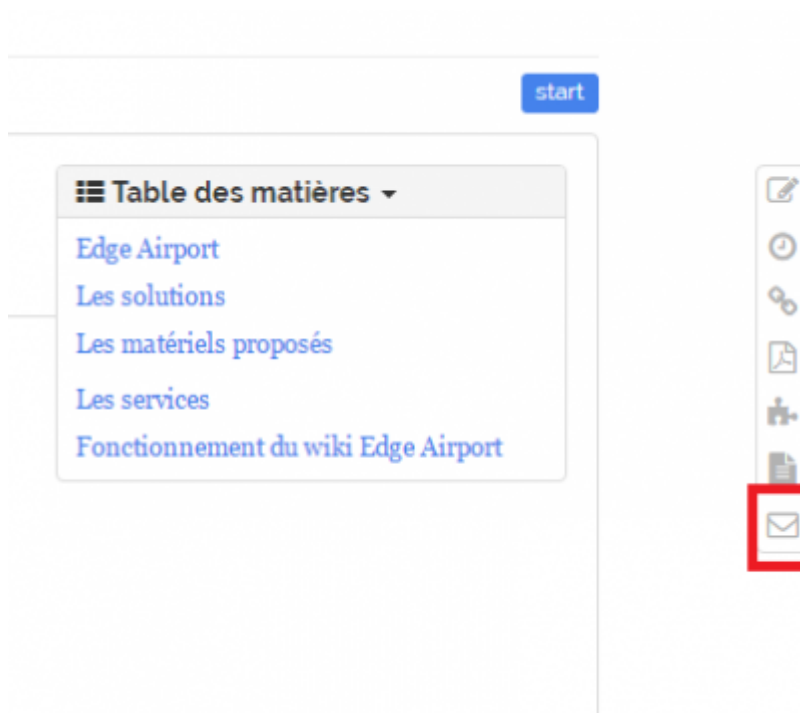 start
Table des matières
Edge Airport
Les solutions
Les matériels proposés
Les services
Fonctionnement du wiki Edge Airport